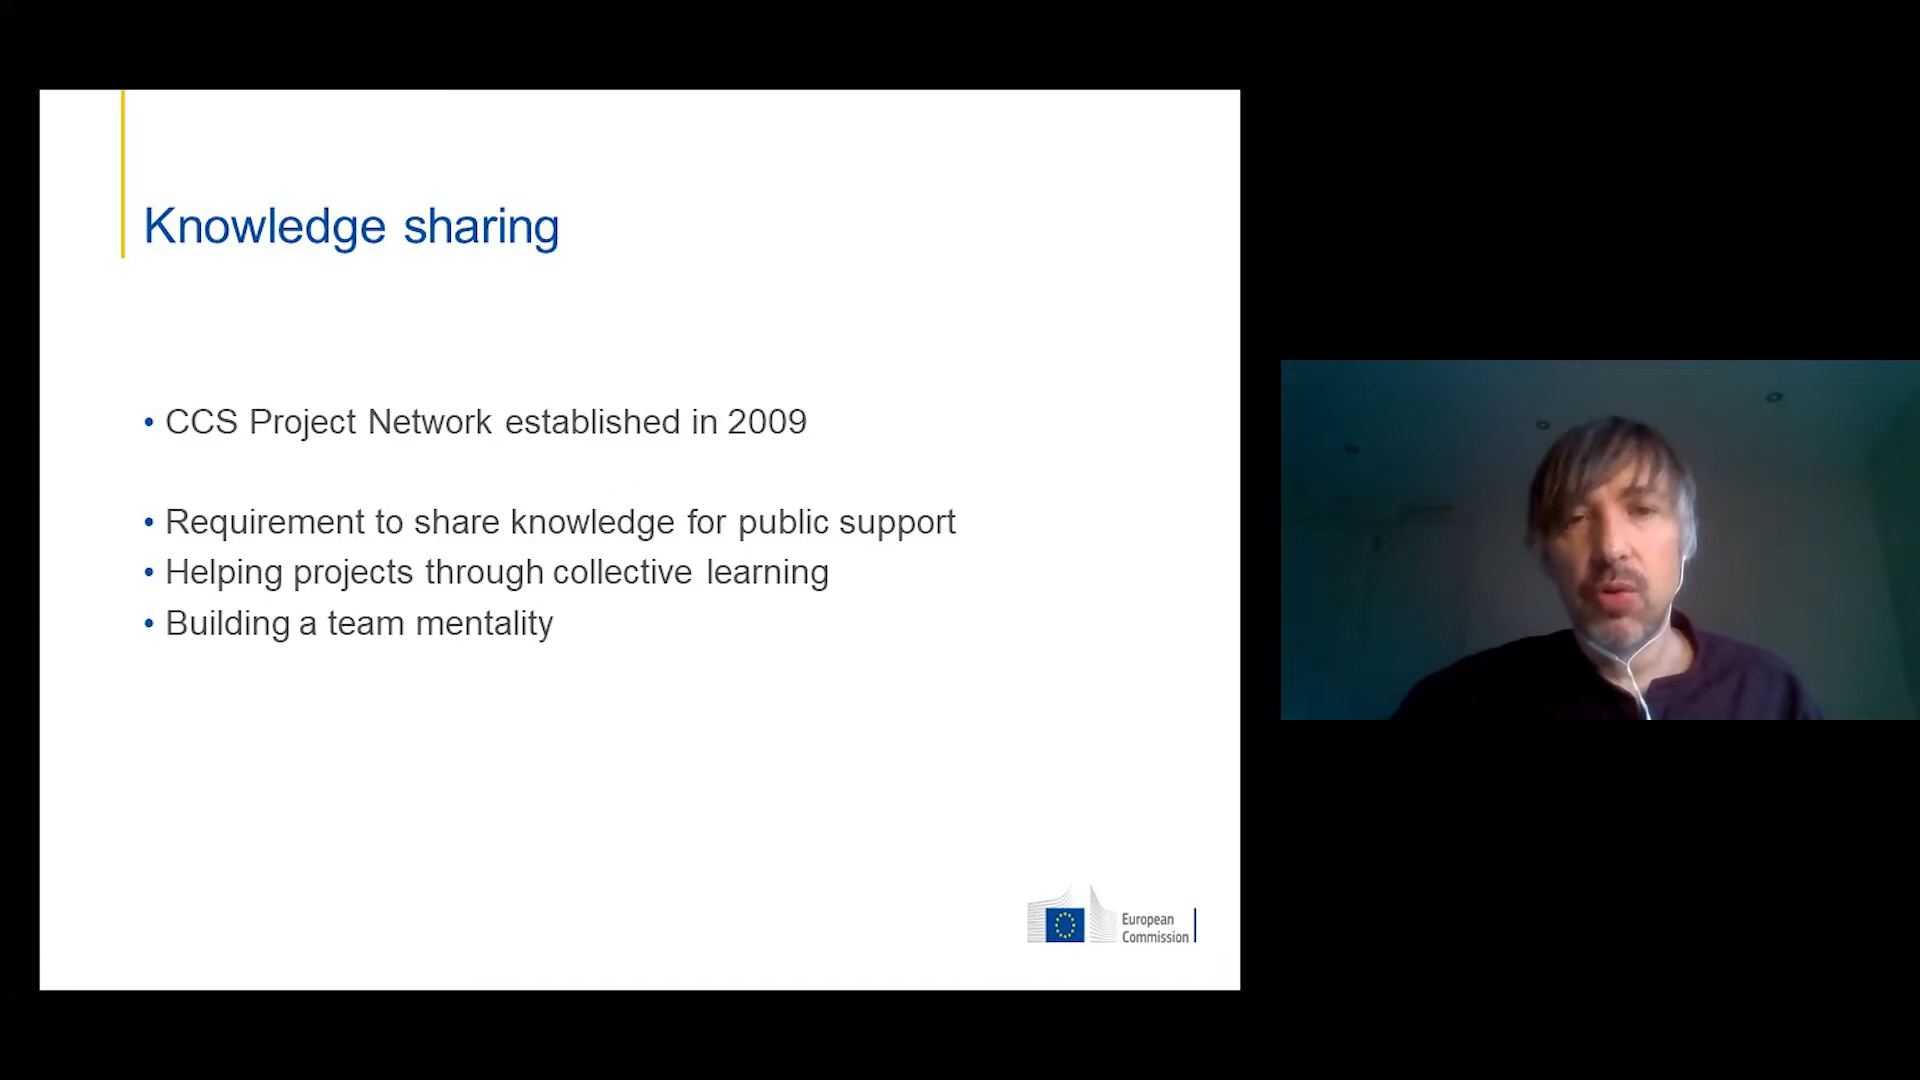 Knowledge sharing
• CCS Project Network established in 2009
• Requirement to share knowledge for public support
• Helping projects through collective learning
• Building a team mentality
European
Commission